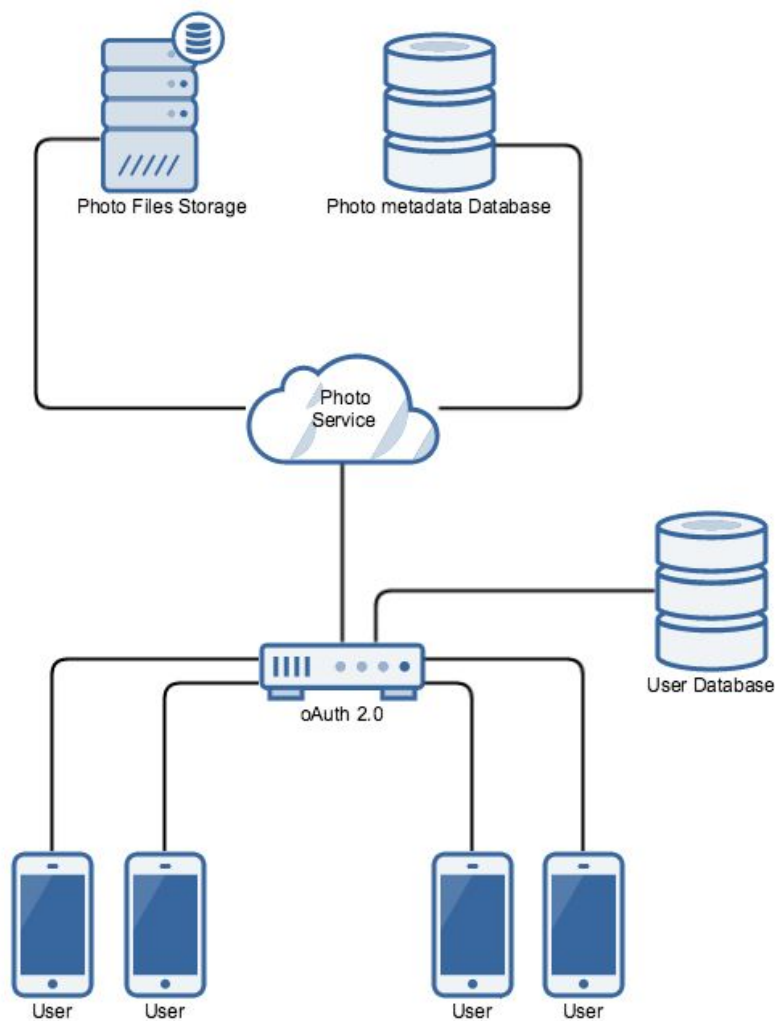 Photo Files Storage
Photo metadata Database
Photo
Service
User Database
oAuth 2.0
User
User
User
User